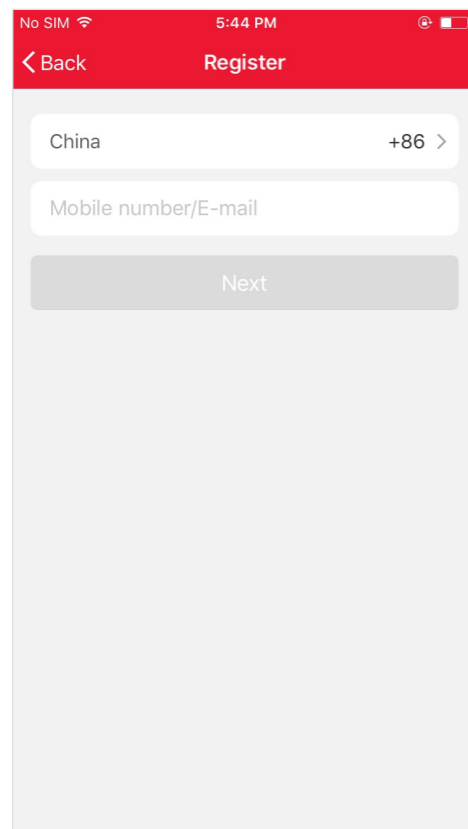 No SIM 5:44 PM
Back Register
China +86
Mobile number/E-mail
Next